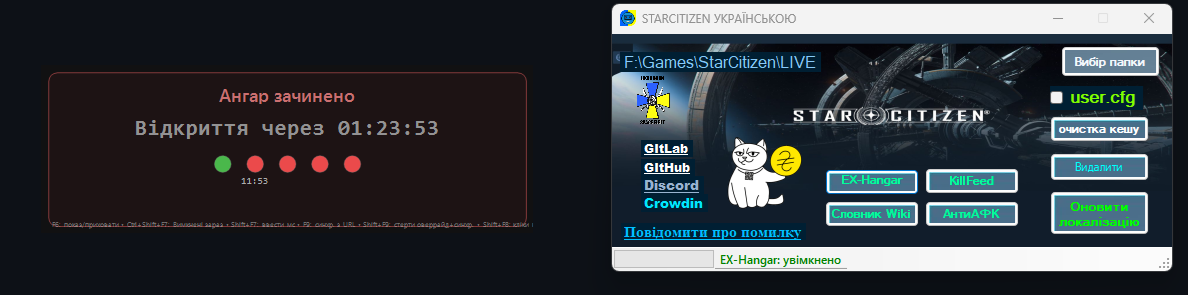 Ангар зачинено
Відкриття через 01:23:53
11:53
STARCITIZEN УКРАЇНСЬКОЮ
F:\Games\StarCitizen\LIVE
Вибір папки
user.cfg
STAR CITIZEN
очистка кешу
GitLab
GitHub
Discord
Crowdin
EX-Hangar
KillFeed
Видалити
Словник Wiki
АнтиАФК
Оновити
локалізацію
Повідомити про помилку
EX-Hangar: увімкнено